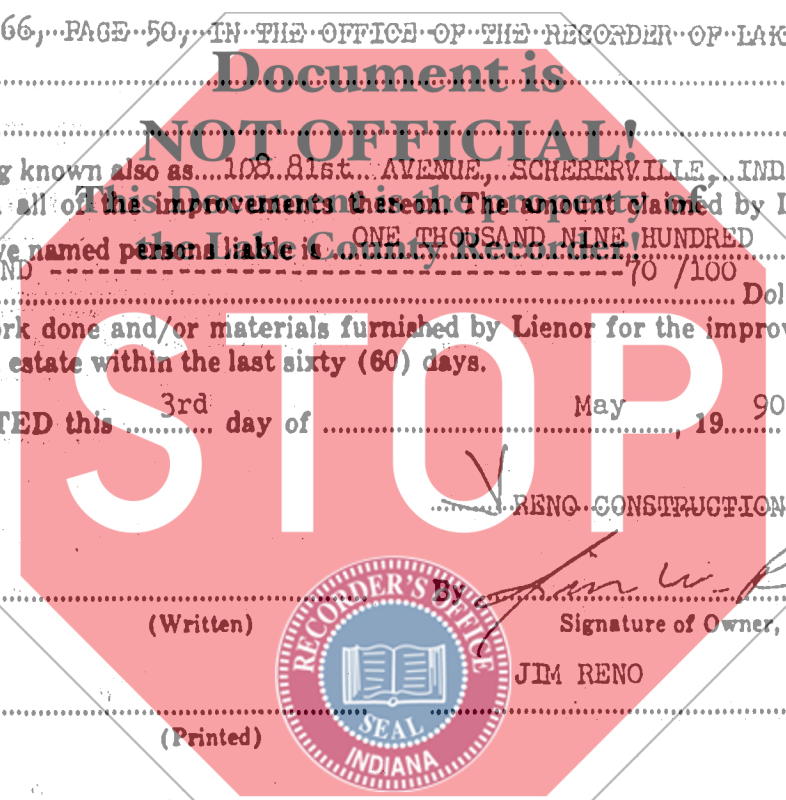 66, PAGE 50, IN THE OFFICE OF THE RECORDER OF LAK
Document is
NOT OFFICIAL!
g known also as 108 81st AVENUE, SCHERERVILLE, IND
This Document is the property of
all of the improvements thereon. The amount claimed by L
the Lake County Recorder!
ve named persons liable is ONE THOUSAND NINE HUNDRED
ND 70 /100
Dol
ork done and/or materials furnished by Lienor for the improv
estate within the last sixty (60) days.
STOP
TED this 3rd day of May, 19 90
RENO CONSTRUCTION
By Jim W. R
(Written) Signature of Owner,
JIM RENO
(Printed)
RECORDER'S OFFICE
SEAL
INDIANA